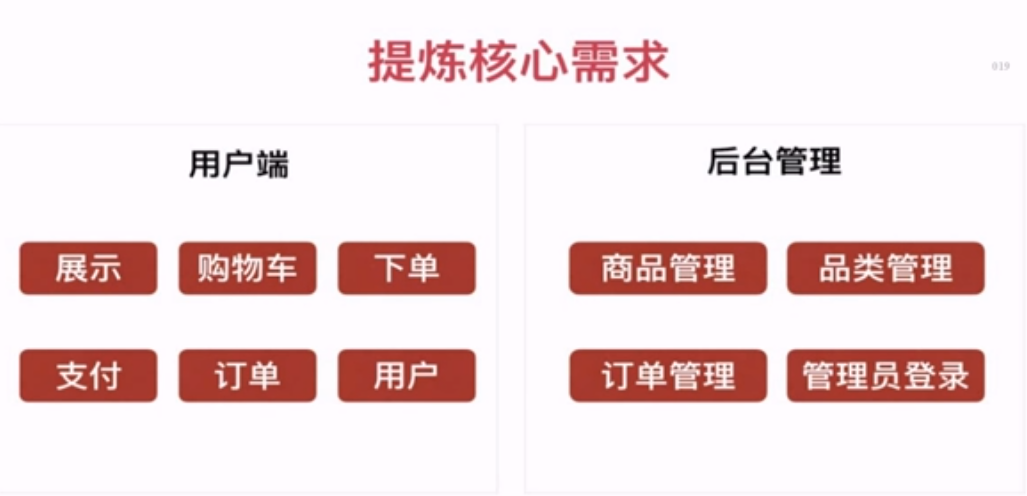 提炼核心需求
019
用户端
展示 购物车 下单
支付 订单 用户
后台管理
商品管理 品类管理
订单管理 管理员登录